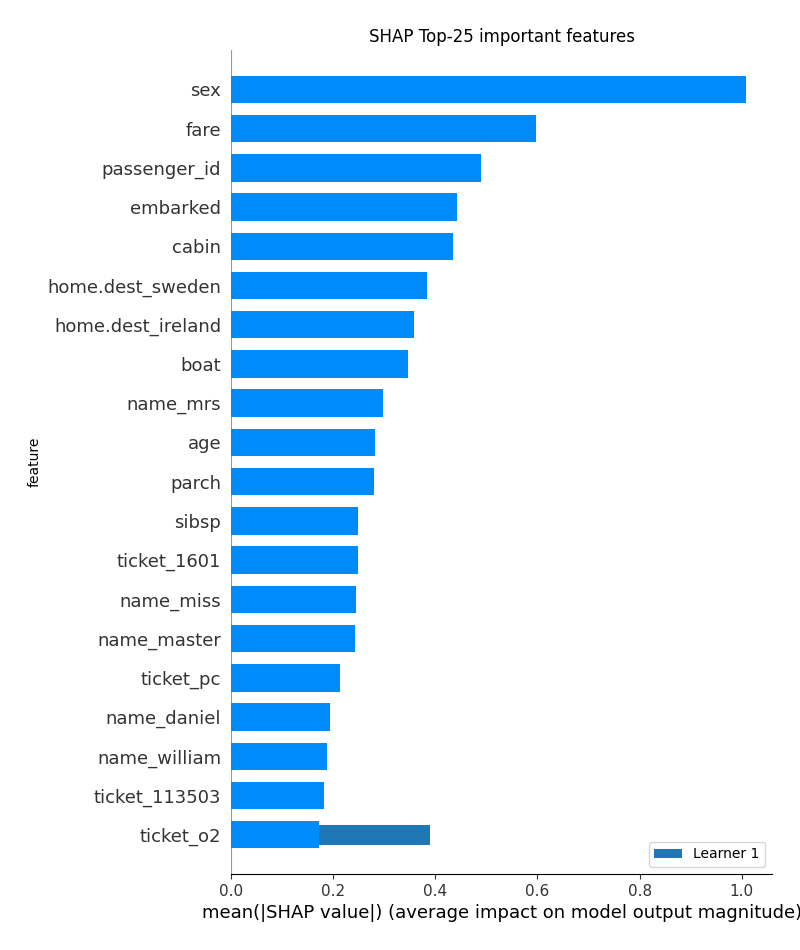 SHAP Top-25 important features
sex
fare
passenger_id
embarked
cabin
home.dest_sweden
home.dest_ireland
boat
name_mrs
age
parch
sibsp
ticket_1601
name_miss
name_master
ticket_pc
name_daniel
name_william
ticket_113503
ticket_o2
feature
Learner 1
0.0 0.2 0.4 0.6 0.8 1.0
mean(|SHAP value|) (average impact on model output magnitude)